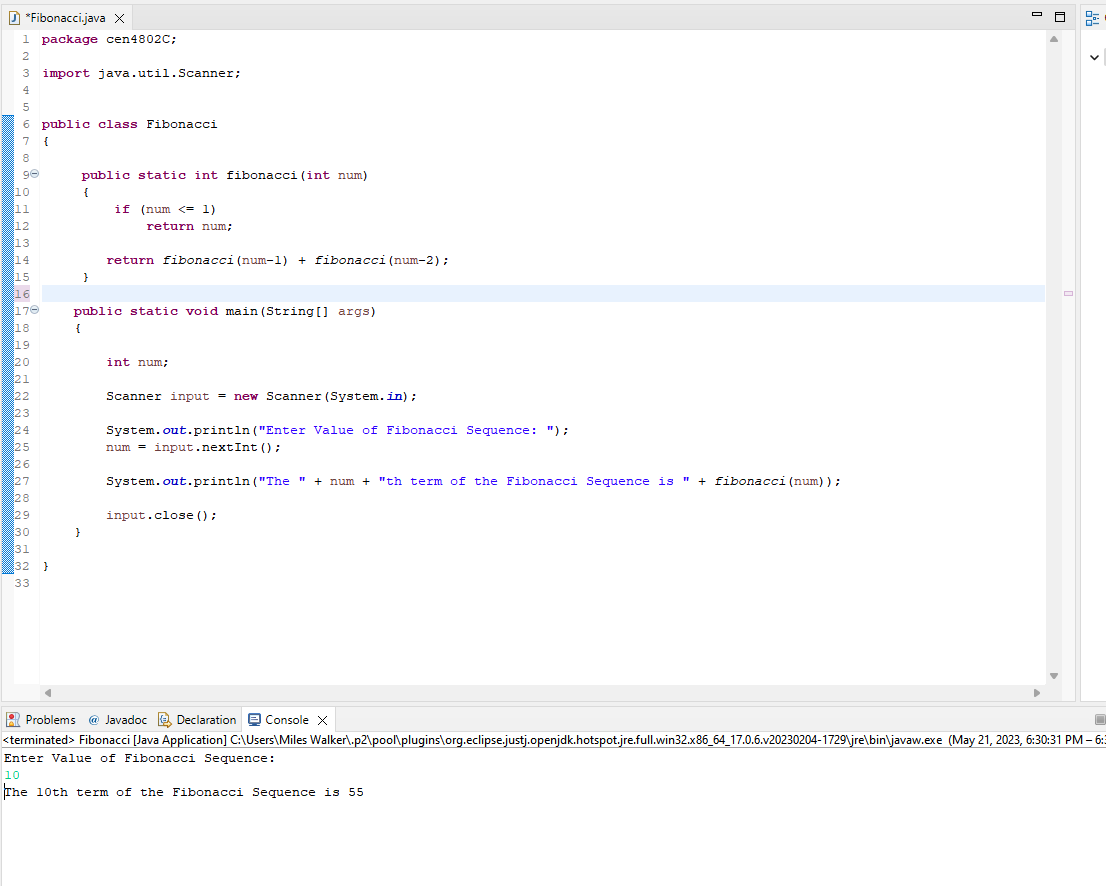 *Fibonacci.java
1 package cen4802C;
2
3 import java.util.Scanner;
4
5
6 public class Fibonacci
7 {
8
9 public static int fibonacci(int num)
10 {
11 if (num <= 1)
12 return num;
13
14 return fibonacci(num-1) + fibonacci(num-2);
15 }
16
17 public static void main(String[] args)
18 {
19
20 int num;
21
22 Scanner input = new Scanner(System.in);
23
24 System.out.println("Enter Value of Fibonacci Sequence: ");
25 num = input.nextInt();
26
27 System.out.println("The " + num + "th term of the Fibonacci Sequence is " + fibonacci(num));
28
29 input.close();
30 }
31
32 }
33
Problems @ Javadoc Declaration Console
<terminated> Fibonacci [Java Application] C:\Users\Miles Walker\.p2\pool\plugins\org.eclipse.justj.openjdk.hotspot.jre.full.win32.x86_64_17.0.6.v20230204-1729\jre\bin\javaw.exe (May 21, 2023, 6:30:31 PM – 6:3
Enter Value of Fibonacci Sequence:
10
The 10th term of the Fibonacci Sequence is 55